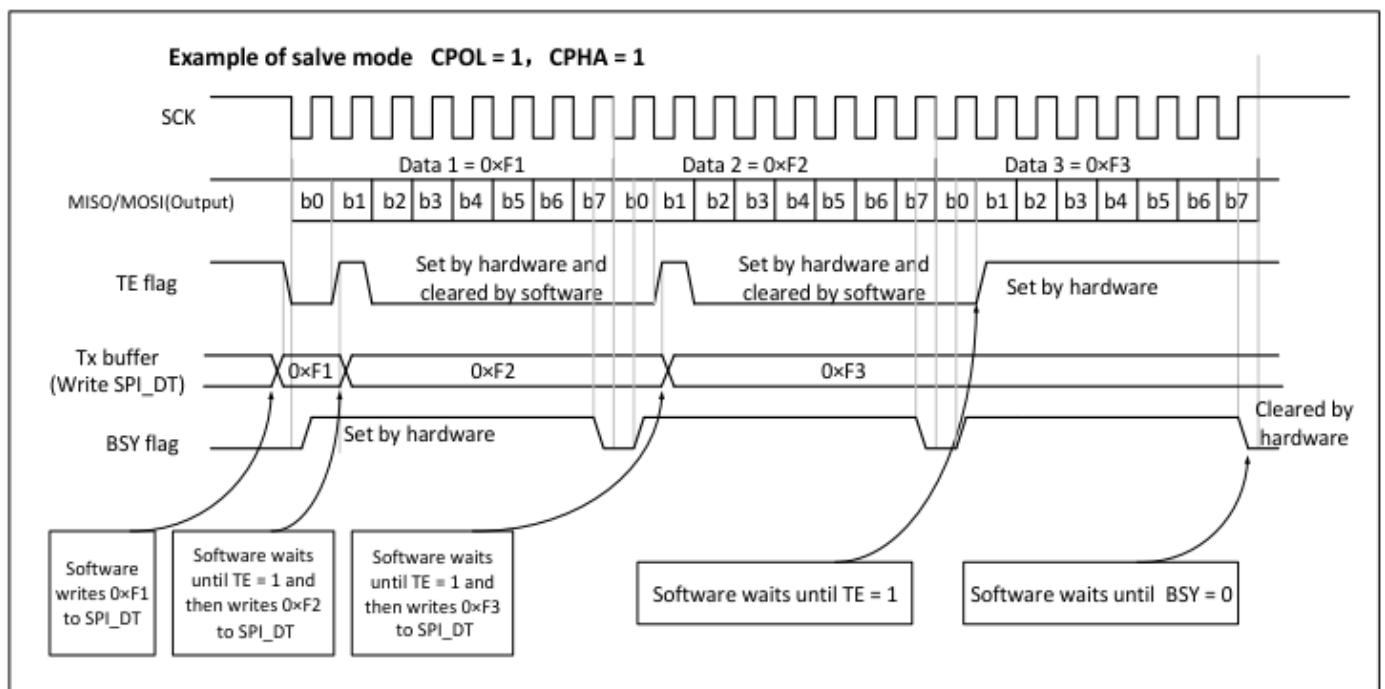 Example of salve mode CPOL = 1, CPHA = 1
SCK
Data 1 = 0×F1 Data 2 = 0×F2 Data 3 = 0×F3
MISO/MOSI(Output) b0 b1 b2 b3 b4 b5 b6 b7 b0 b1 b2 b3 b4 b5 b6 b7 b0 b1 b2 b3 b4 b5 b6 b7
TE flag
Set by hardware and
cleared by software
Set by hardware and
cleared by software
Set by hardware
Tx buffer
(Write SPI_DT)
0×F1 0×F2 0×F3
BSY flag
Set by hardware
Cleared by
hardware
Software
writes 0×F1
to SPI_DT
Software waits
until TE = 1 and
then writes 0×F2
to SPI_DT
Software waits
until TE = 1 and
then writes 0×F3
to SPI_DT
Software waits until TE = 1
Software waits until BSY = 0